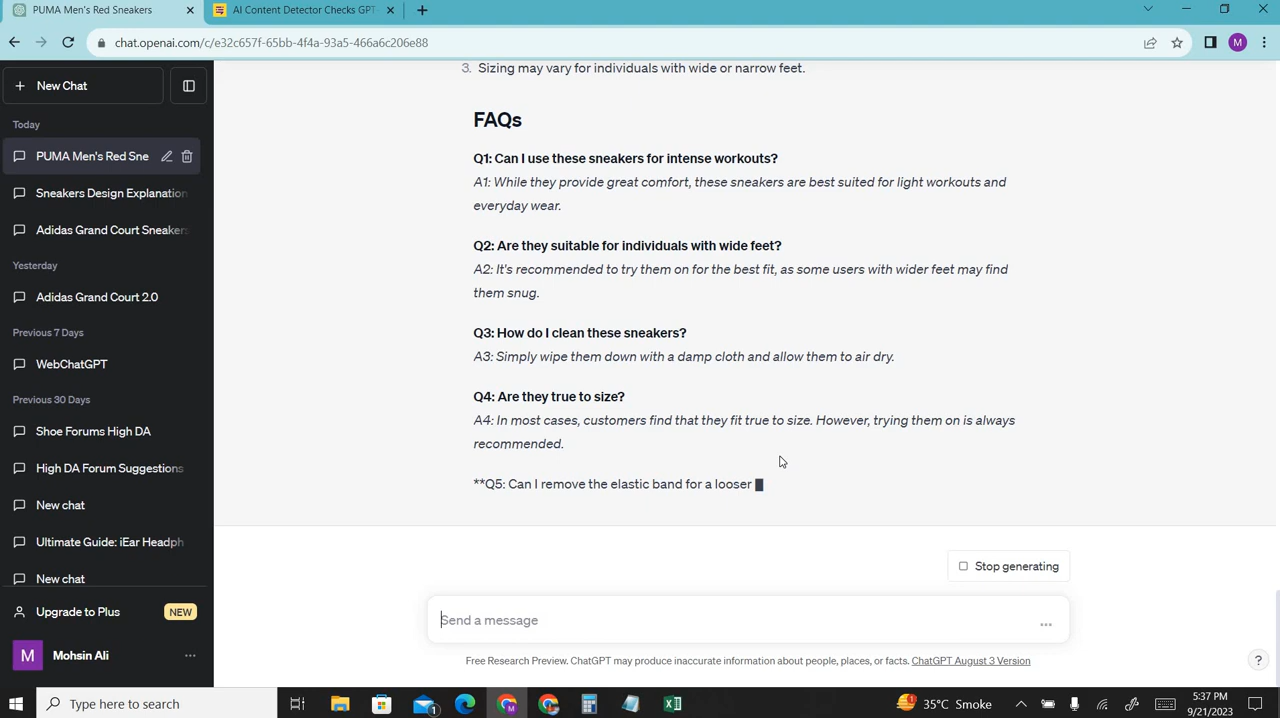 PUMA Men's Red Sneakers
AI Content Detector Checks GPT-
chat.openai.com/c/e32c657f-65bb-4f4a-93a5-466a6c206e88
M
New Chat
Today
PUMA Men's Red Sne
Sneakers Design Explanation
Adidas Grand Court Sneakers
Yesterday
Adidas Grand Court 2.0
Previous 7 Days
WebChatGPT
Previous 30 Days
Shoe Forums High DA
High DA Forum Suggestions
New chat
Ultimate Guide: iEar Headph
New chat
Upgrade to Plus
NEW
M
Mohsin Ali
3. Sizing may vary for individuals with wide or narrow feet.
FAQs
Q1: Can I use these sneakers for intense workouts?
A1: While they provide great comfort, these sneakers are best suited for light workouts and
everyday wear.
Q2: Are they suitable for individuals with wide feet?
A2: It's recommended to try them on for the best fit, as some users with wider feet may find
them snug.
Q3: How do I clean these sneakers?
A3: Simply wipe them down with a damp cloth and allow them to air dry.
Q4: Are they true to size?
A4: In most cases, customers find that they fit true to size. However, trying them on is always
recommended.
**Q5: Can I remove the elastic band for a looser
Stop generating
Send a message
Free Research Preview. ChatGPT may produce inaccurate information about people, places, or facts. ChatGPT August 3 Version
?
Type here to search
1
35°C Smoke
5:37 PM
9/21/2023